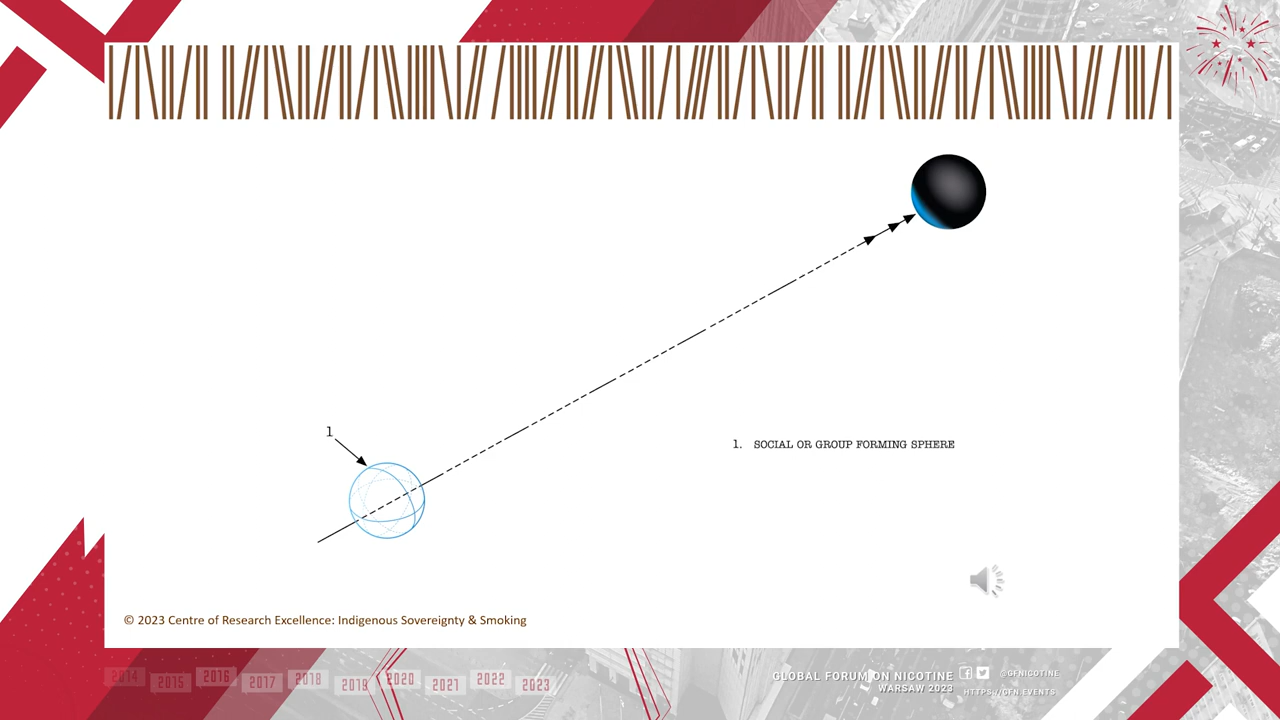 1
1. SOCIAL OR GROUP FORMING SPHERE
© 2023 Centre of Research Excellence: Indigenous Sovereignty & Smoking
2014 2015 2016 2017 2018 2019 2020 2021 2022 2023
GLOBAL FORUM ON NICOTINE
WARSAW 2023
@GFNICOTINE
HTTPS://GFN.EVENTS